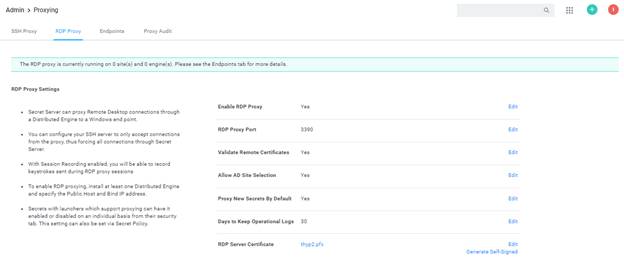 Admin > Proxying
SSH Proxy RDP Proxy Endpoints Proxy Audit
The RDP proxy is currently running on 0 site(s) and 0 engine(s). Please see the Endpoints tab for more details.
RDP Proxy Settings
Secret Server can proxy Remote Desktop connections through
a Distributed Engine to a Windows end point.
You can configure your SSH server to only accept connections
from the proxy, thus forcing all connections through Secret
Server.
With Session Recording enabled, you will be able to record
keystrokes sent during RDP proxy sessions
To enable RDP proxying, install at least one Distributed Engine
and specify the Public Host and Bind IP address.
Secrets with launchers which support proxying can have it
enabled or disabled on an individual basis from their security
tab. This setting can also be set via Secret Policy.
Enable RDP Proxy Yes Edit
RDP Proxy Port 3390 Edit
Validate Remote Certificates Yes Edit
Allow AD Site Selection Yes Edit
Proxy New Secrets By Default Yes Edit
Days to Keep Operational Logs 30 Edit
RDP Server Certificate thyp2.pfx Edit
Generate Self-Signed